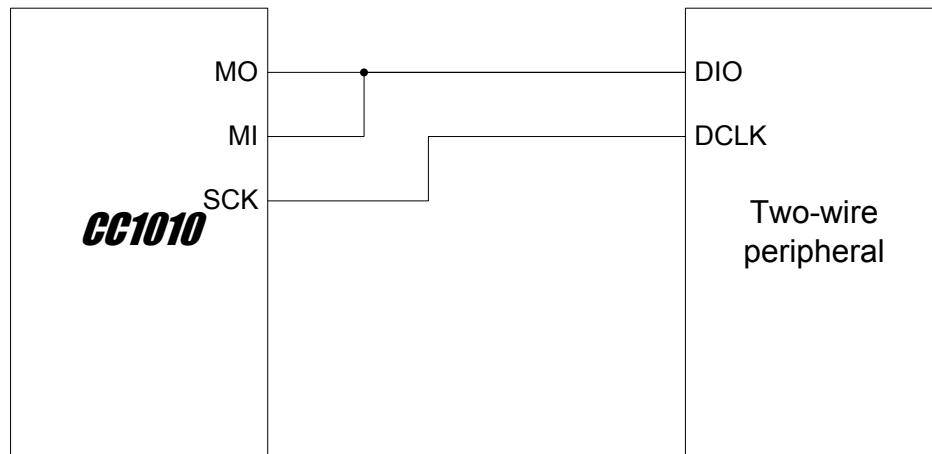 MO
DIO
MI
DCLK
SCK
CC1010
Two-wire
peripheral